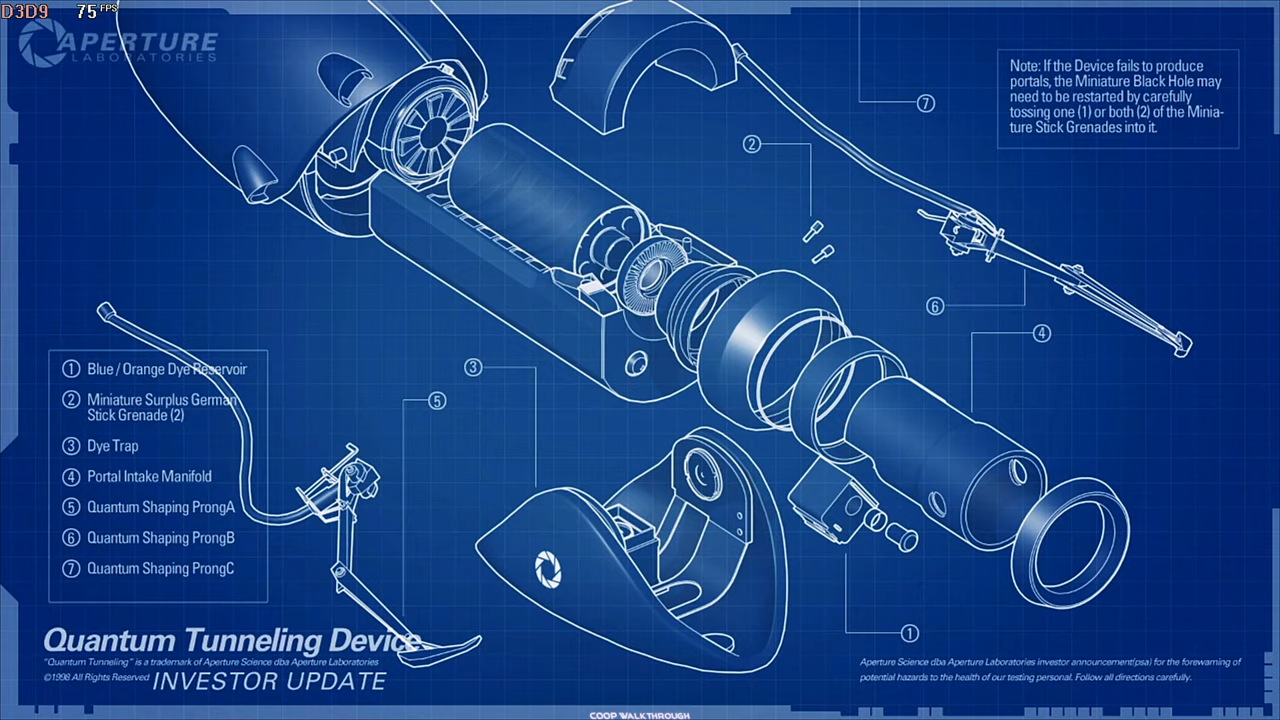 D3D9 75 FPS
APERTURE
LABORATORIES
Note: If the Device fails to produce
portals, the Miniature Black Hole may
need to be restarted by carefully
tossing one (1) or both (2) of the Minia-
ture Stick Grenades into it.
7
2
6
4
3
5
1
1 Blue / Orange Dye Reservoir
2 Miniature Surplus German
Stick Grenade (2)
3 Dye Trap
4 Portal Intake Manifold
5 Quantum Shaping ProngA
6 Quantum Shaping ProngB
7 Quantum Shaping ProngC
Quantum Tunneling Device
"Quantum Tunneling" is a trademark of Aperture Science dba Aperture Laboratories
©1998 All Rights Reserved INVESTOR UPDATE
Aperture Science dba Aperture Laboratories investor announcement(psa) for the forewarning of
potential hazards to the health of our testing personal. Follow all directions carefully.
COOP WALKTHROUGH